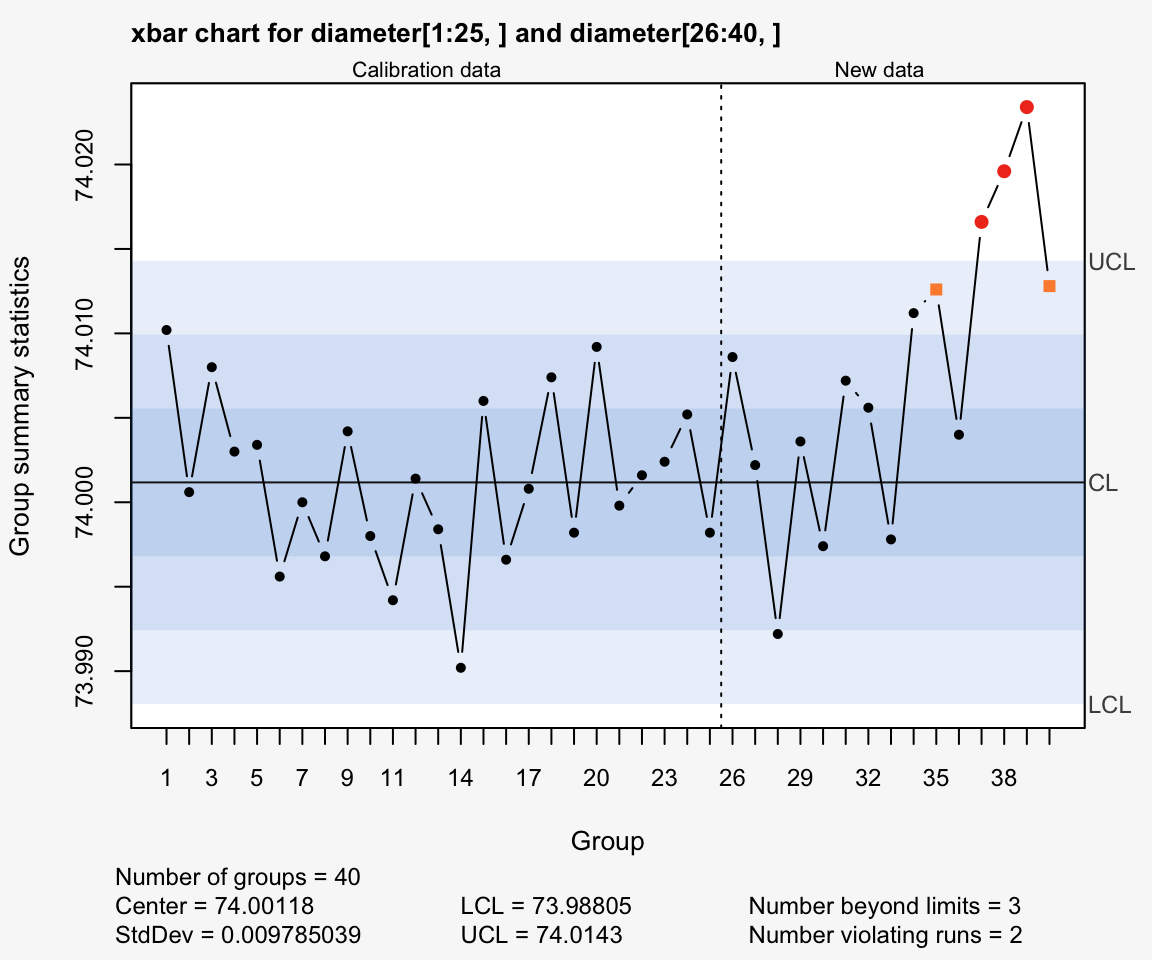 xbar chart for diameter[1:25, ] and diameter[26:40, ]
Calibration data New data
Group summary statistics
74.020
74.010
74.000
73.990
UCL
CL
LCL
1 3 5 7 9 11 14 17 20 23 26 29 32 35 38
Group
Number of groups = 40
Center = 74.00118 LCL = 73.98805 Number beyond limits = 3
StdDev = 0.009785039 UCL = 74.0143 Number violating runs = 2